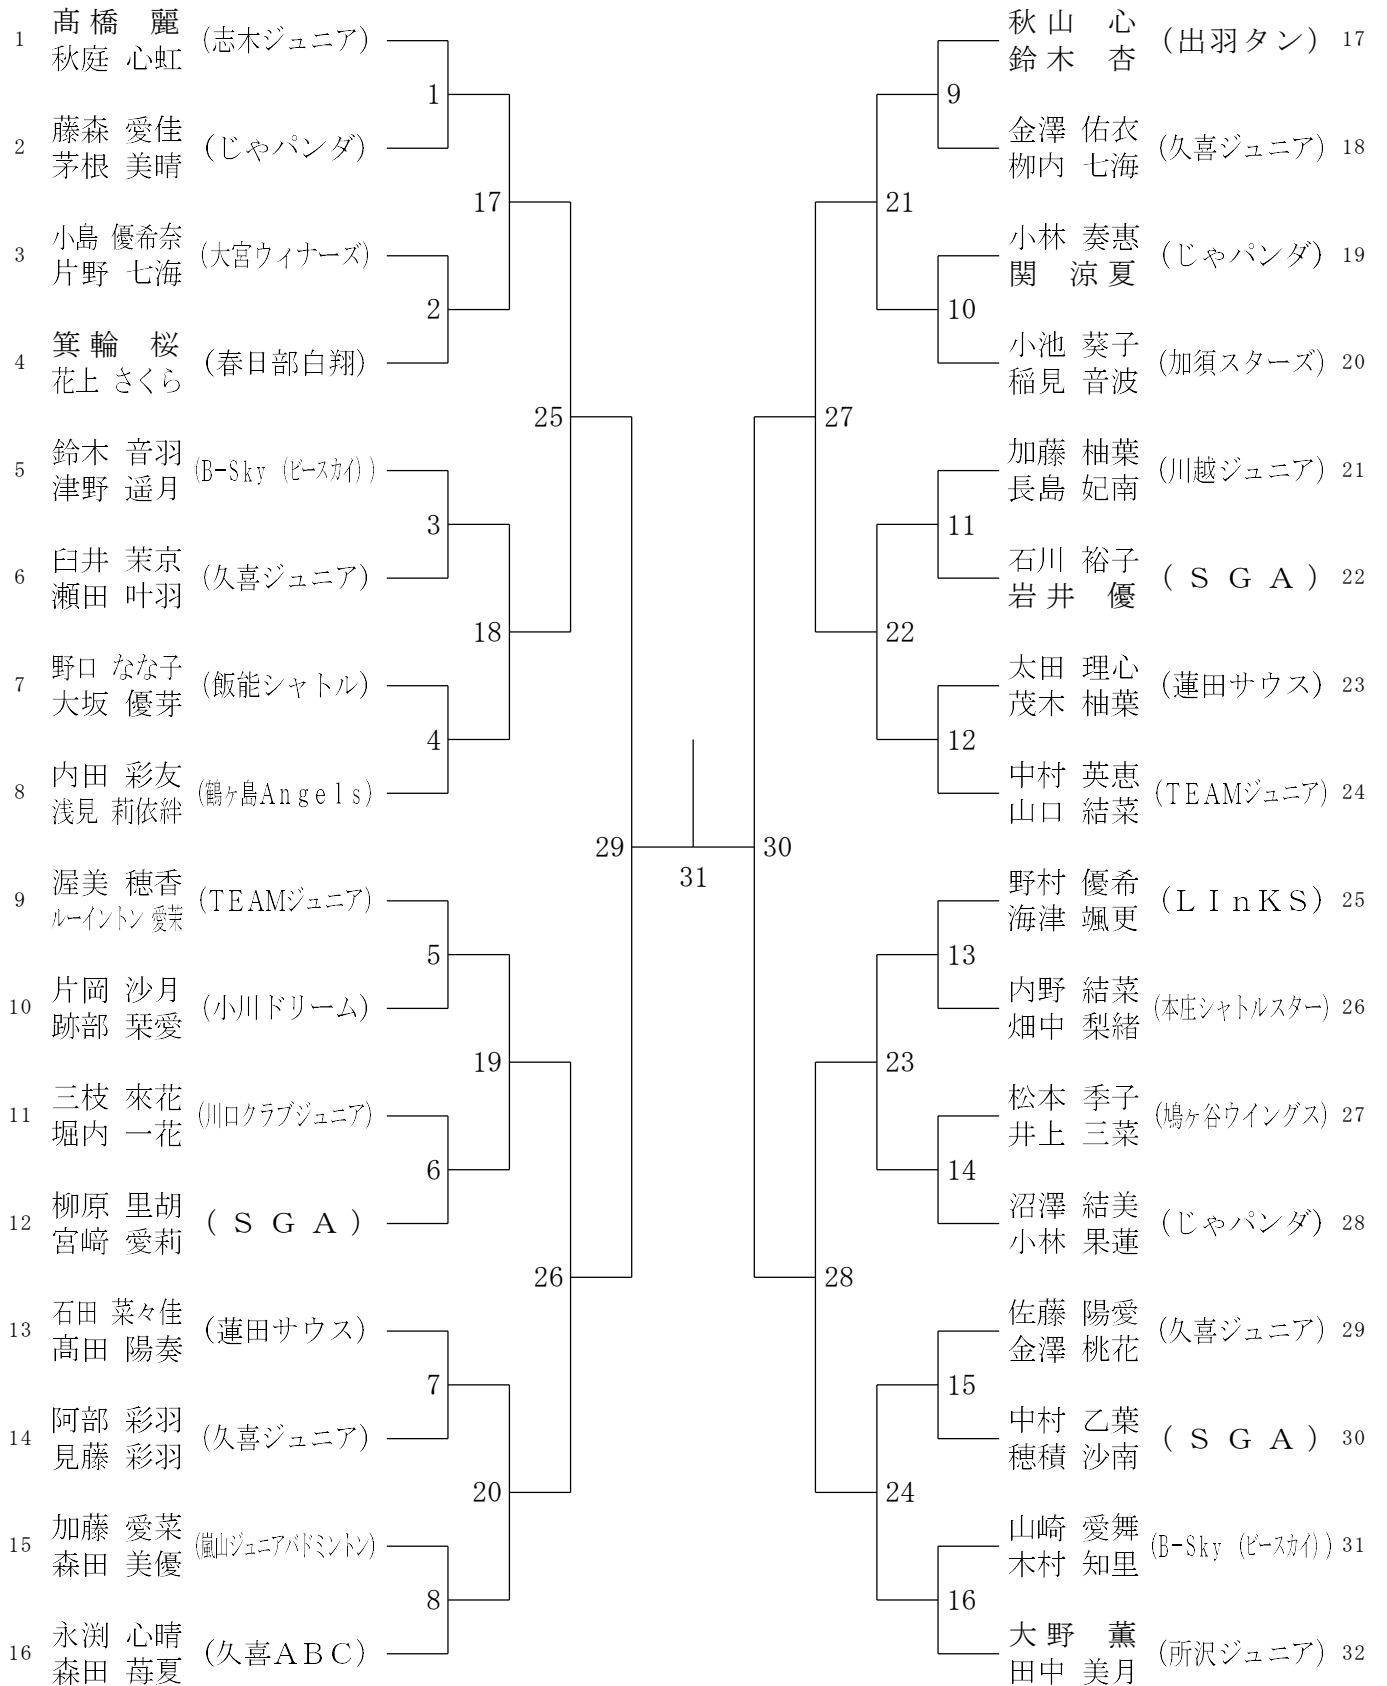 1 髙橋 麗 (志木ジュニア)
秋庭 心虹
2 藤森 愛佳 (じゃパンダ)
茅根 美晴
3 小島 優希奈 (大宮ウィナーズ)
片野 七海
4 箕輪 桜 (春日部白翔)
花上 さくら
5 鈴木 音羽 (B-Sky (ビースカイ))
津野 遥月
6 臼井 茉京 (久喜ジュニア)
瀬田 叶羽
7 野口 なな子 (飯能シャトル)
大坂 優芽
8 内田 彩友 (鶴ヶ島Angels)
浅見 莉依絆
9 渥美 穂香 (TEAMジュニア)
ルーイントン 愛茉
10 片岡 沙月 (小川ドリーム)
跡部 栞愛
11 三枝 來花 (川口クラブジュニア)
堀内 一花
12 柳原 里胡 (SGA)
宮﨑 愛莉
13 石田 菜々佳 (蓮田サウス)
髙田 陽奏
14 阿部 彩羽 (久喜ジュニア)
見藤 彩羽
15 加藤 愛菜 (嵐山ジュニアバドミントン)
森田 美優
16 永渕 心晴 (久喜ABC)
森田 苺夏
1
2
3
4
5
6
7
8
17
18
19
20
25
26
29
31
30
27
28
21
22
23
24
9
10
11
12
13
14
15
16
秋山 心 (出羽タン) 17
鈴木 杏
金澤 佑衣 (久喜ジュニア) 18
栁内 七海
小林 奏惠 (じゃパンダ) 19
関 涼夏
小池 葵子 (加須スターズ) 20
稲見 音波
加藤 柚葉 (川越ジュニア) 21
長島 妃南
石川 裕子 (SGA) 22
岩井 優
太田 理心 (蓮田サウス) 23
茂木 柚葉
中村 英恵 (TEAMジュニア) 24
山口 結菜
野村 優希 (LInKS) 25
海津 颯更
内野 結菜 (本庄シャトルスター) 26
畑中 梨緒
松本 季子 (鳩ヶ谷ウイングス) 27
井上 三菜
沼澤 結美 (じゃパンダ) 28
小林 果蓮
佐藤 陽愛 (久喜ジュニア) 29
金澤 桃花
中村 乙葉 (SGA) 30
穂積 沙南
山崎 愛舞 (B-Sky (ビースカイ)) 31
木村 知里
大野 薫 (所沢ジュニア) 32
田中 美月